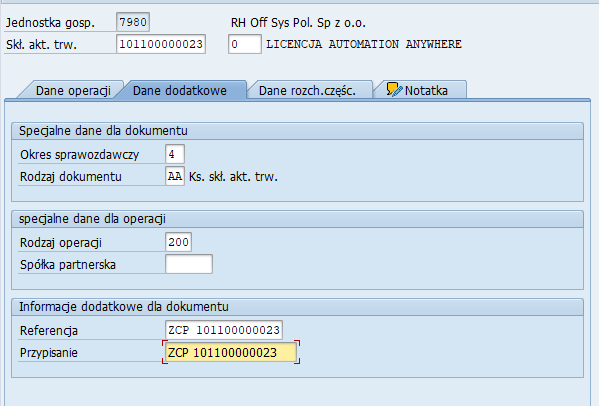 Jednostka gosp. 7980 RH Off Sys Pol. Sp z o.o.
Skł. akt. trw. 101100000023 0 LICENCJA AUTOMATION ANYWHERE
Dane operacji Dane dodatkowe Dane rozch.częśc. Notatka
Specjalne dane dla dokumentu
Okres sprawozdawczy 4
Rodzaj dokumentu AA Ks. skł. akt. trw.
specjalne dane dla operacji
Rodzaj operacji 200
Spółka partnerska
Informacje dodatkowe dla dokumentu
Referencja ZCP 101100000023
Przypisanie ZCP 101100000023